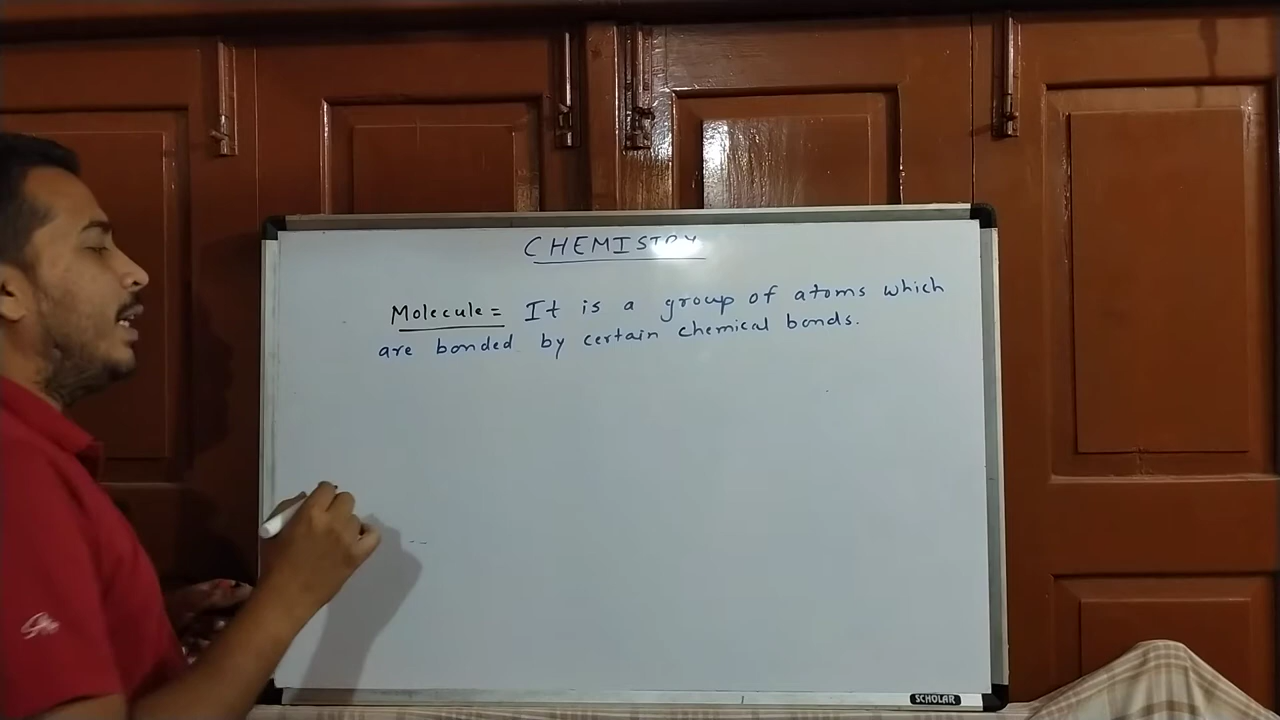 CHEMISTRY
Molecule = It is a group of atoms which
are bonded by certain chemical bonds.
SCHOLAR